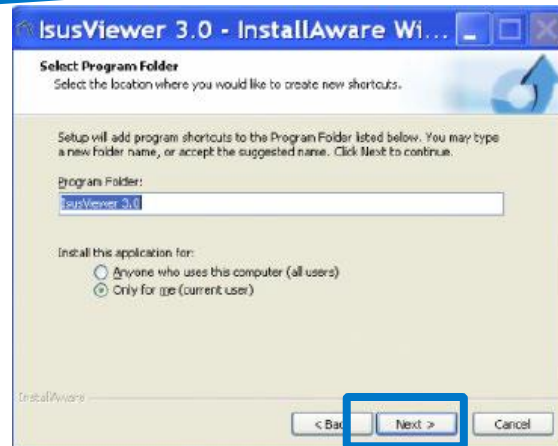 IsusViewer 3.0 - InstallAware Wi...
Select Program Folder
Select the location where you would like to create new shortcuts.
Setup will add program shortcuts to the Program Folder listed below. You may type
a new folder name, or accept the suggested name. Click Next to continue.
Program Folder:
IsusViewer 3.0
Install this application for:
Anyone who uses this computer (all users)
Only for me (current user)
InstallAware
< Bac Next > Cancel